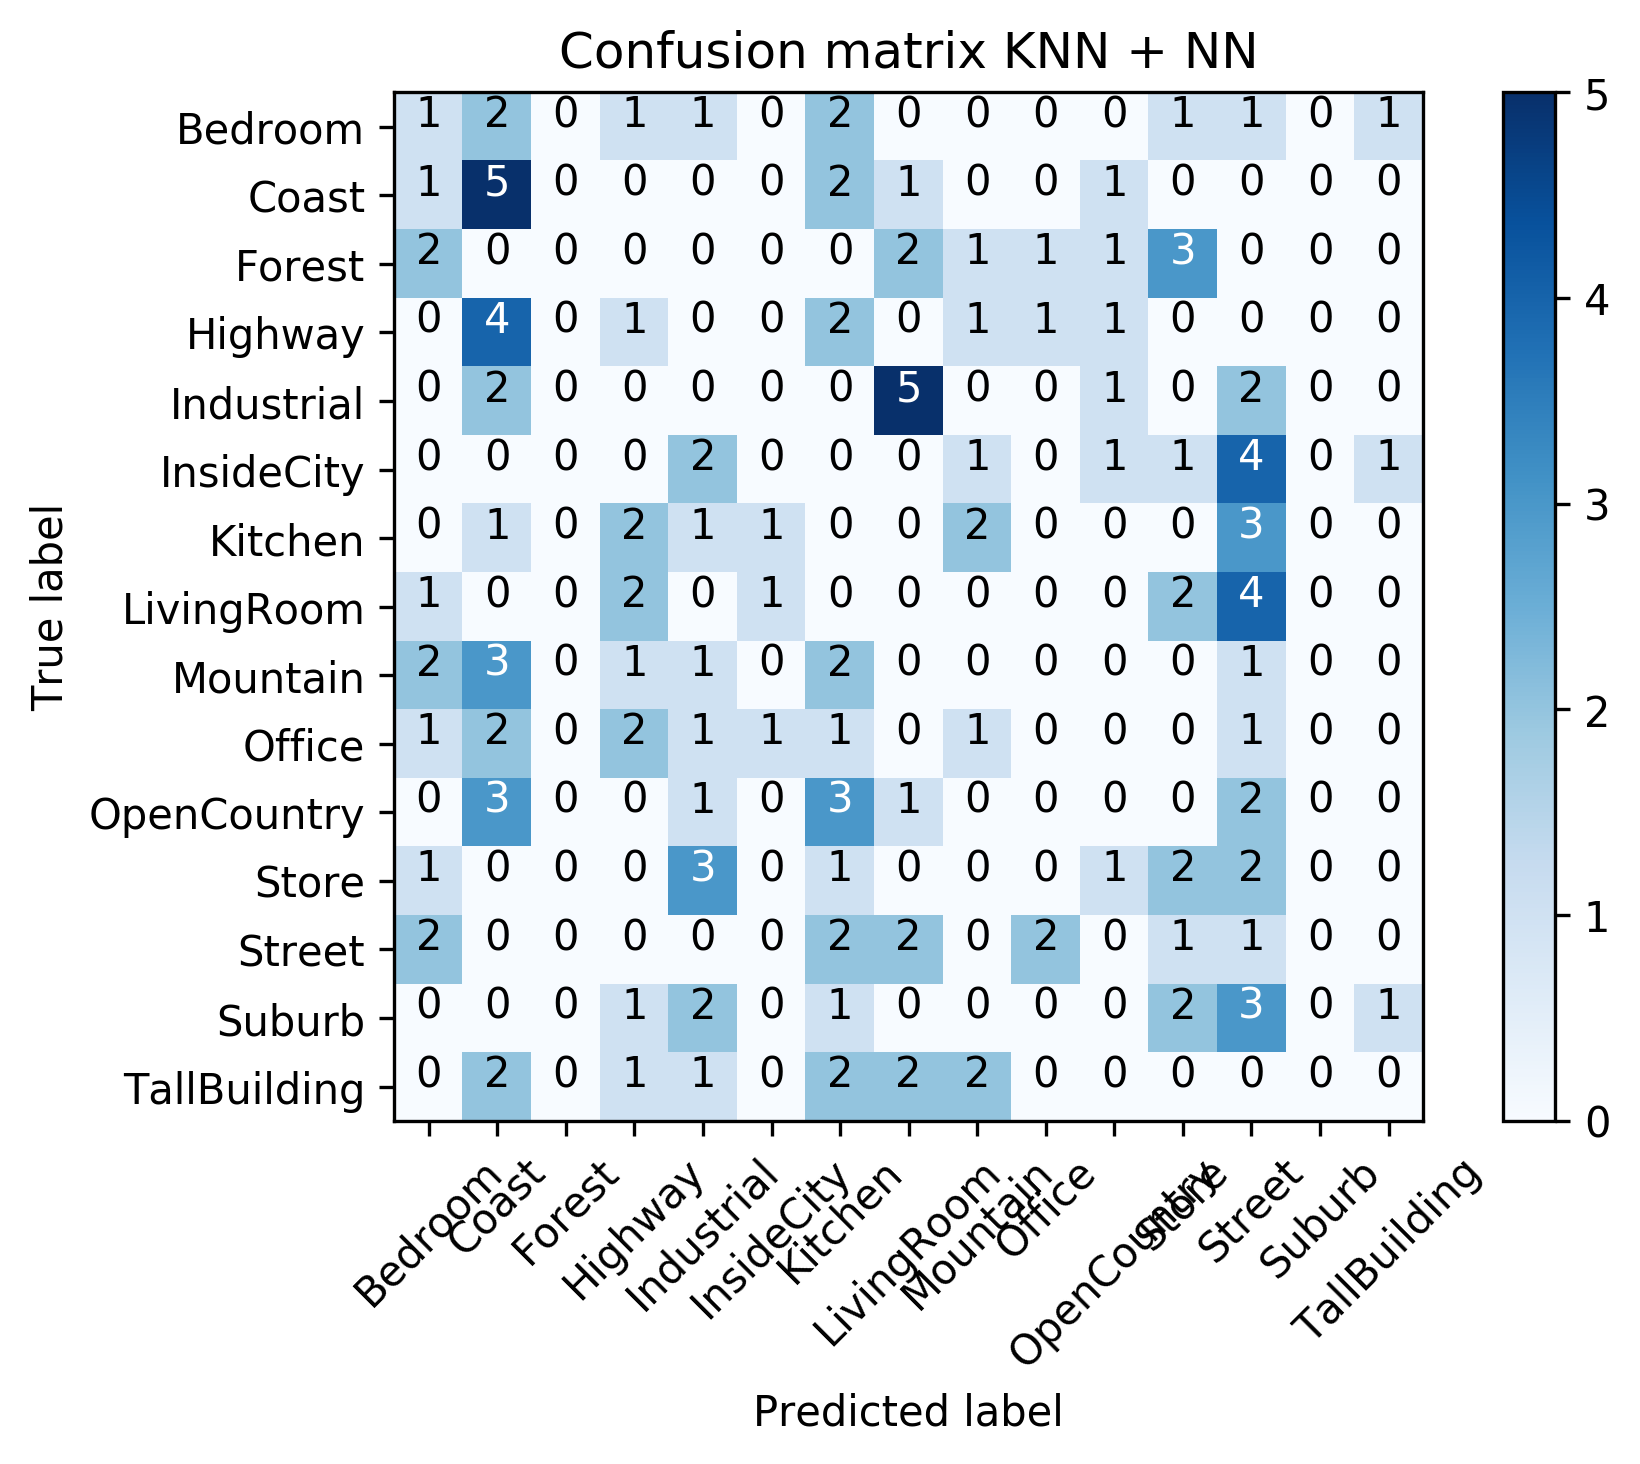 Confusion matrix KNN + NN
Bedroom 1 2 0 1 1 0 2 0 0 0 0 1 1 0 1
Coast 1 5 0 0 0 0 2 1 0 0 1 0 0 0 0
Forest 2 0 0 0 0 0 0 2 1 1 1 3 0 0 0
Highway 0 4 0 1 0 0 2 0 1 1 1 0 0 0 0
Industrial 0 2 0 0 0 0 0 5 0 0 1 0 2 0 0
InsideCity 0 0 0 0 2 0 0 0 1 0 1 1 4 0 1
Kitchen 0 1 0 2 1 1 0 0 2 0 0 0 3 0 0
LivingRoom 1 0 0 2 0 1 0 0 0 0 0 2 4 0 0
Mountain 2 3 0 1 1 0 2 0 0 0 0 0 1 0 0
Office 1 2 0 2 1 1 1 0 1 0 0 0 1 0 0
OpenCountry 0 3 0 0 1 0 3 1 0 0 0 0 2 0 0
Store 1 0 0 0 3 0 1 0 0 0 1 2 2 0 0
Street 2 0 0 0 0 0 2 2 0 2 0 1 1 0 0
Suburb 0 0 0 1 2 0 1 0 0 0 0 2 3 0 1
TallBuilding 0 2 0 1 1 0 2 2 2 0 0 0 0 0 0
True label
Bedroom
Coast
Forest
Highway
Industrial
InsideCity
Kitchen
LivingRoom
Mountain
Office
OpenCountry
Store
Street
Suburb
TallBuilding
Predicted label
5
4
3
2
1
0